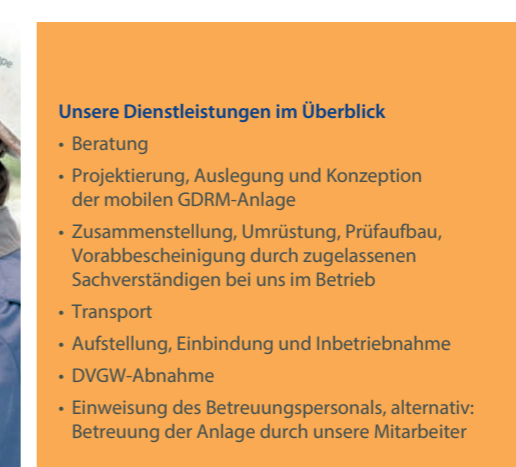 Unsere Dienstleistungen im Überblick
• Beratung
• Projektierung, Auslegung und Konzeption
der mobilen GDRM-Anlage
• Zusammenstellung, Umrüstung, Prüfaufbau,
Vorabbescheinigung durch zugelassenen
Sachverständigen bei uns im Betrieb
• Transport
• Aufstellung, Einbindung und Inbetriebnahme
• DVGW-Abnahme
• Einweisung des Betreuungspersonals, alternativ:
Betreuung der Anlage durch unsere Mitarbeiter